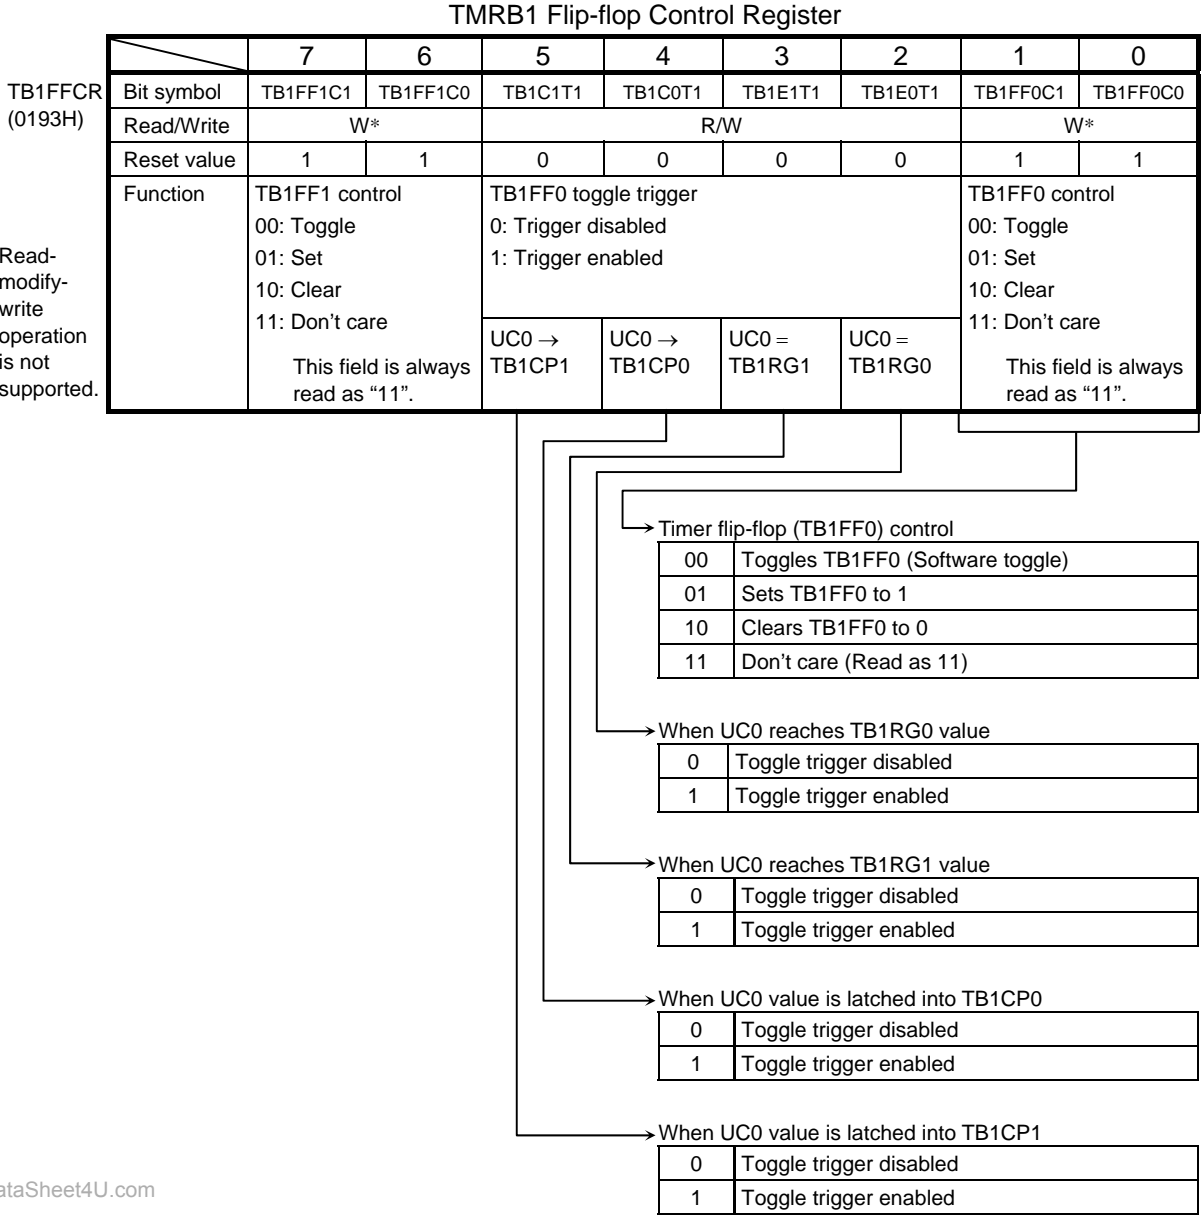 TMRB1 Flip-flop Control Register
7 6 5 4 3 2 1 0
TB1FFCR
(0193H)
Bit symbol TB1FF1C1 TB1FF1C0 TB1C1T1 TB1C0T1 TB1E1T1 TB1E0T1 TB1FF0C1 TB1FF0C0
Read/Write W* R/W W*
Reset value 1 1 0 0 0 0 1 1
Function
TB1FF1 control
00: Toggle
01: Set
10: Clear
11: Don't care
This field is always
read as “11”.
TB1FF0 toggle trigger
0: Trigger disabled
1: Trigger enabled
UC0 →
TB1CP1
UC0 →
TB1CP0
UC0 =
TB1RG1
UC0 =
TB1RG0
TB1FF0 control
00: Toggle
01: Set
10: Clear
11: Don't care
This field is always
read as “11”.
Read-
modify-
write
operation
is not
supported.
Timer flip-flop (TB1FF0) control
00 Toggles TB1FF0 (Software toggle)
01 Sets TB1FF0 to 1
10 Clears TB1FF0 to 0
11 Don't care (Read as 11)
When UC0 reaches TB1RG0 value
0 Toggle trigger disabled
1 Toggle trigger enabled
When UC0 reaches TB1RG1 value
0 Toggle trigger disabled
1 Toggle trigger enabled
When UC0 value is latched into TB1CP0
0 Toggle trigger disabled
1 Toggle trigger enabled
When UC0 value is latched into TB1CP1
0 Toggle trigger disabled
1 Toggle trigger enabled
ataSheet4U.com